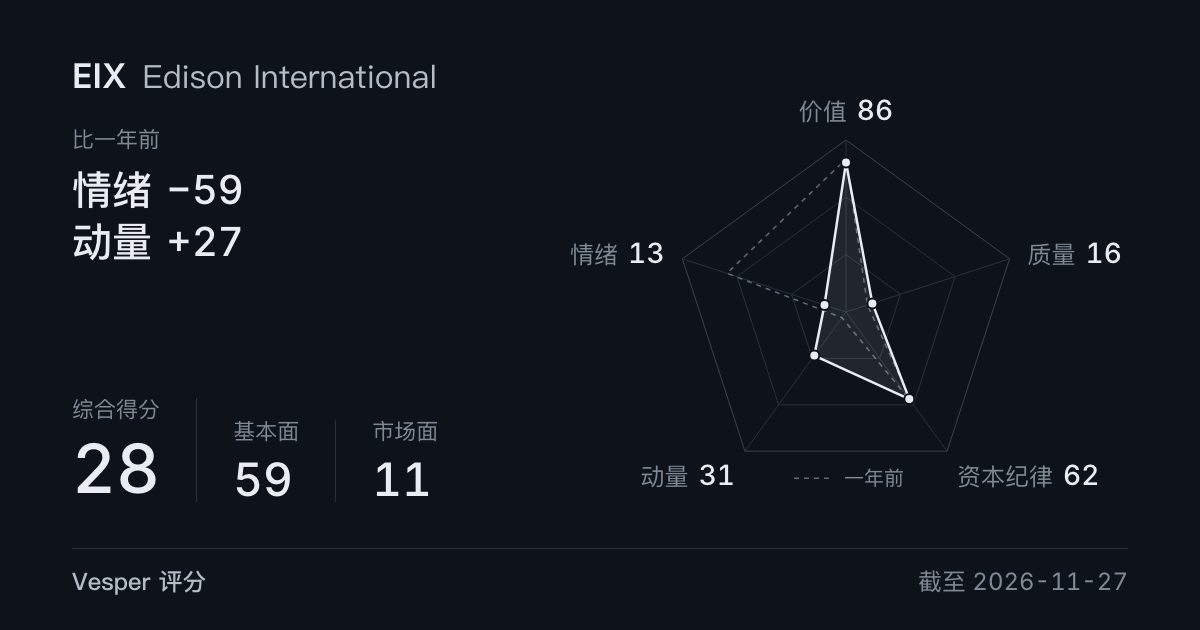 EIX Edison International
比一年前
情绪 −59
动量 +27
综合得分
28
基本面
59
市场面
11
价值 86
情绪 13
质量 16
动量 31
一年前
资本纪律 62
Vesper 评分
截至 2026-11-27